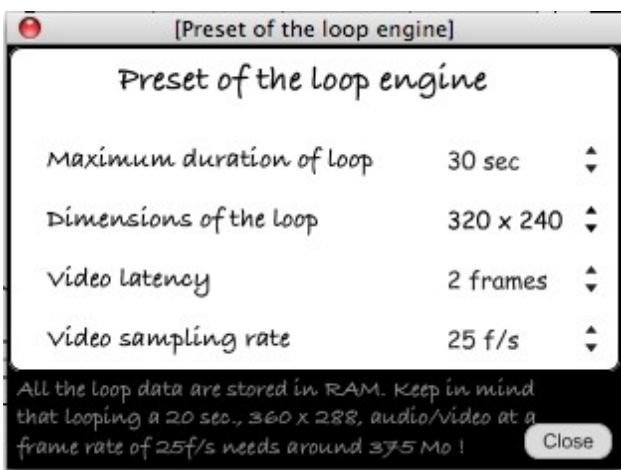 [Preset of the loop engine]
Preset of the loop engine
Maximum duration of loop 30 sec
Dimensions of the loop 320 x 240
Video latency 2 frames
Video sampling rate 25 f/s
All the loop data are stored in RAM. Keep in mind
that looping a 20 sec., 360 x 288, audio/video at a
frame rate of 25f/s needs around 375 Mo !
Close